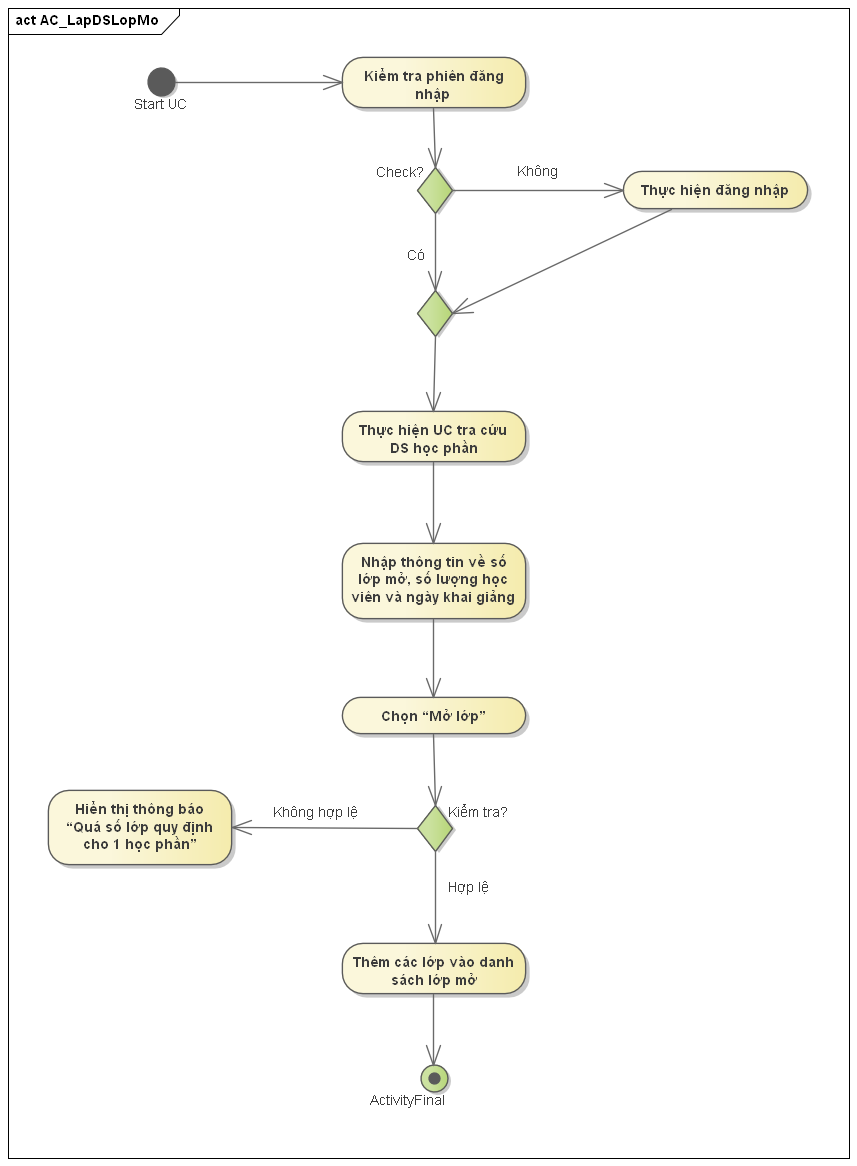 act AC_LapDSLopMo
Kiểm tra phiên đăng
nhập
Start UC
Check?
Không
Thực hiện đăng nhập
Có
Thực hiện UC tra cứu
DS học phần
Nhập thông tin về số
lớp mở, số lượng học
viên và ngày khai giảng
Chọn “Mở lớp”
Hiển thị thông báo
“Quá số lớp quy định
cho 1 học phần”
Không hợp lệ
Kiểm tra?
Hợp lệ
Thêm các lớp vào danh
sách lớp mở
ActivityFinal